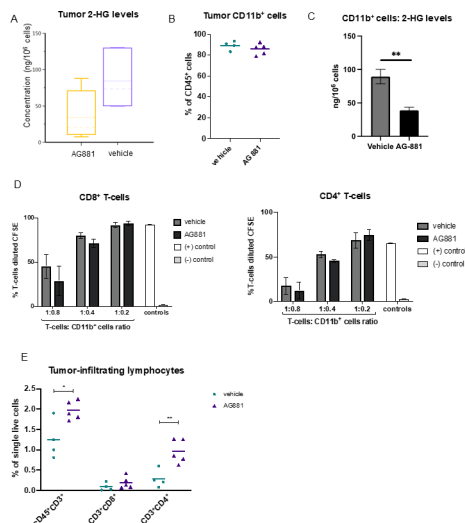 A
Tumor 2-HG levels
Concentration (ng/10⁶ cells)
150
100
50
0
AG881
vehicle
B
Tumor CD11b⁺ cells
% of CD45⁺ cells
100
80
60
40
20
0
vehicle
AG881
C
CD11b⁺ cells: 2-HG levels
ng/10⁶ cells
150
100
50
0
**
Vehicle AG-881
D
CD8⁺ T-cells
% T-cells diluted CFSE
100
50
0
1:0.8
1:0.4
1:0.2
controls
T-cells: CD11b⁺cells ratio
vehicle
AG881
(+) control
(-) control
CD4⁺ T-cells
%T-cells diluted CFSE
100
50
0
1:0.8
1:0.4
1:0.2
controls
T-cells: CD11b⁺ cells ratio
vehicle
AG881
(+) contro
(-) control
E
Tumor-infiltrating lymphocytes
% of single live cells
2.5
2.0
1.5
1.0
0.5
0.0
*
**
CD45⁺CD3⁺
CD3⁺CD8⁺
CD3⁺CD4⁺
vehicle
AG881